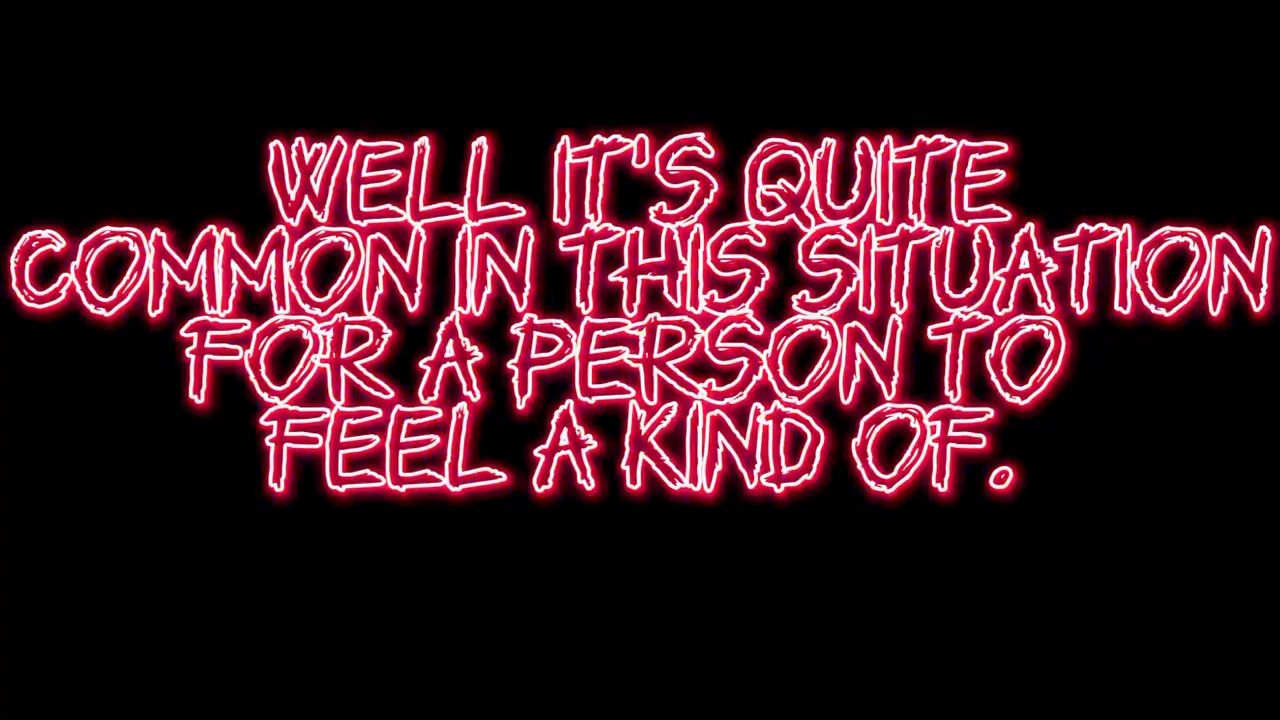 WELL IT'S QUITE
COMMON IN THIS SITUATION
FOR A PERSON TO
FEEL A KIND OF.